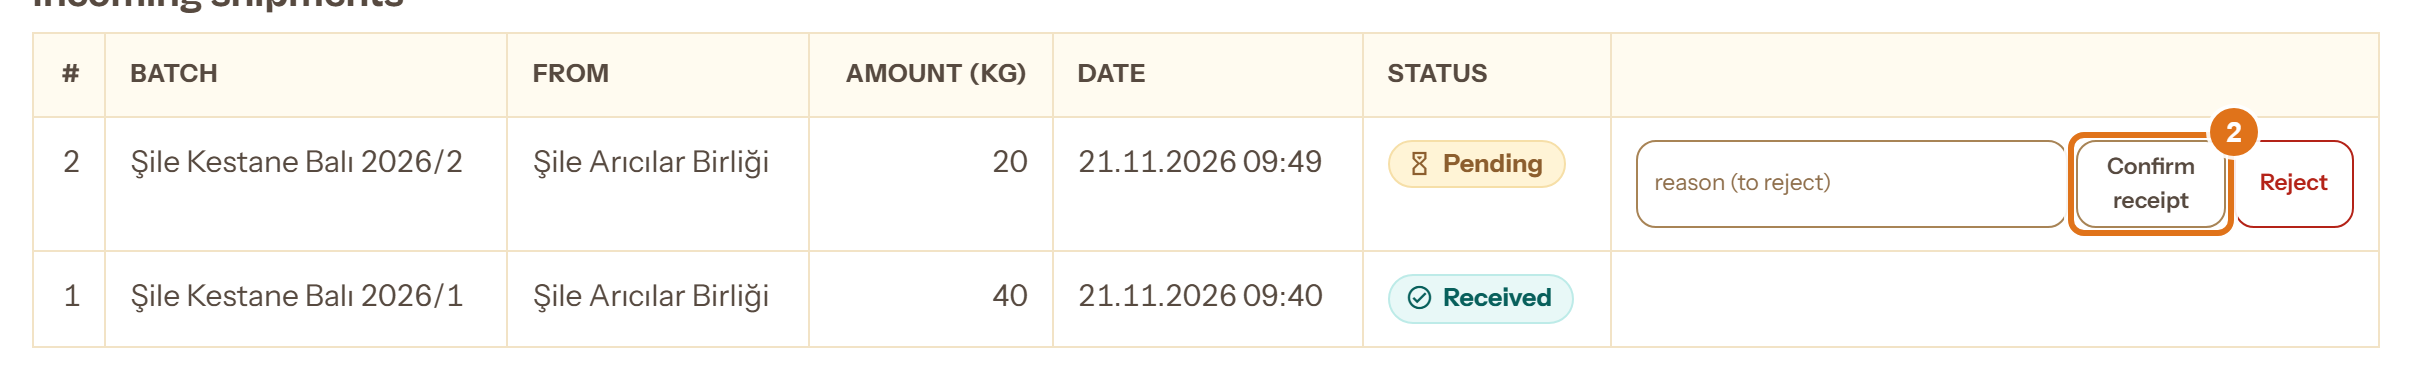 Incoming shipments
# BATCH FROM AMOUNT (KG) DATE STATUS
2 Şile Kestane Balı 2026/2 Şile Arıcılar Birliği 20 21.11.2026 09:49 Pending reason (to reject) Confirm receipt 2 Reject
1 Şile Kestane Balı 2026/1 Şile Arıcılar Birliği 40 21.11.2026 09:40 Received